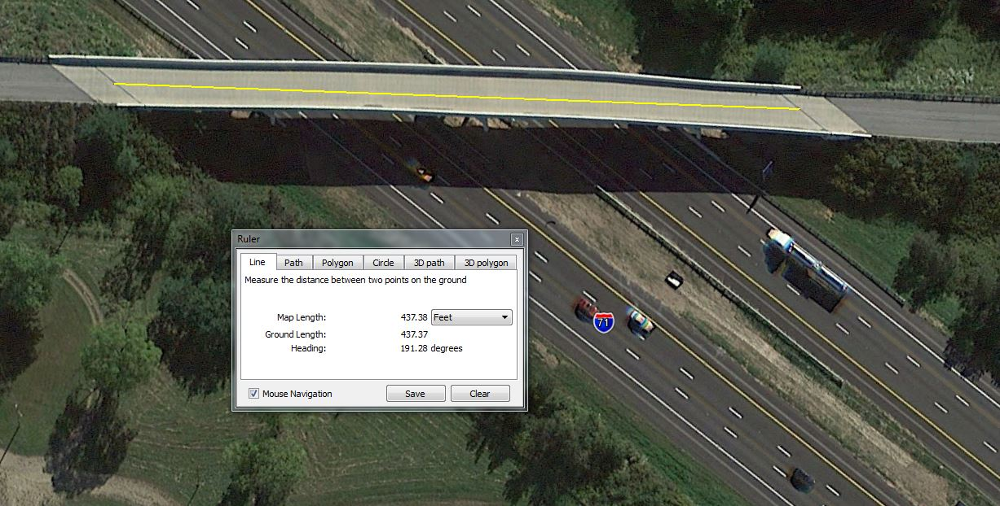 Ruler
Line Path Polygon Circle 3D path 3D polygon
Measure the distance between two points on the ground
Map Length: 437.38 Feet
Ground Length: 437.37
Heading: 191.28 degrees
Mouse Navigation Save Clear
71